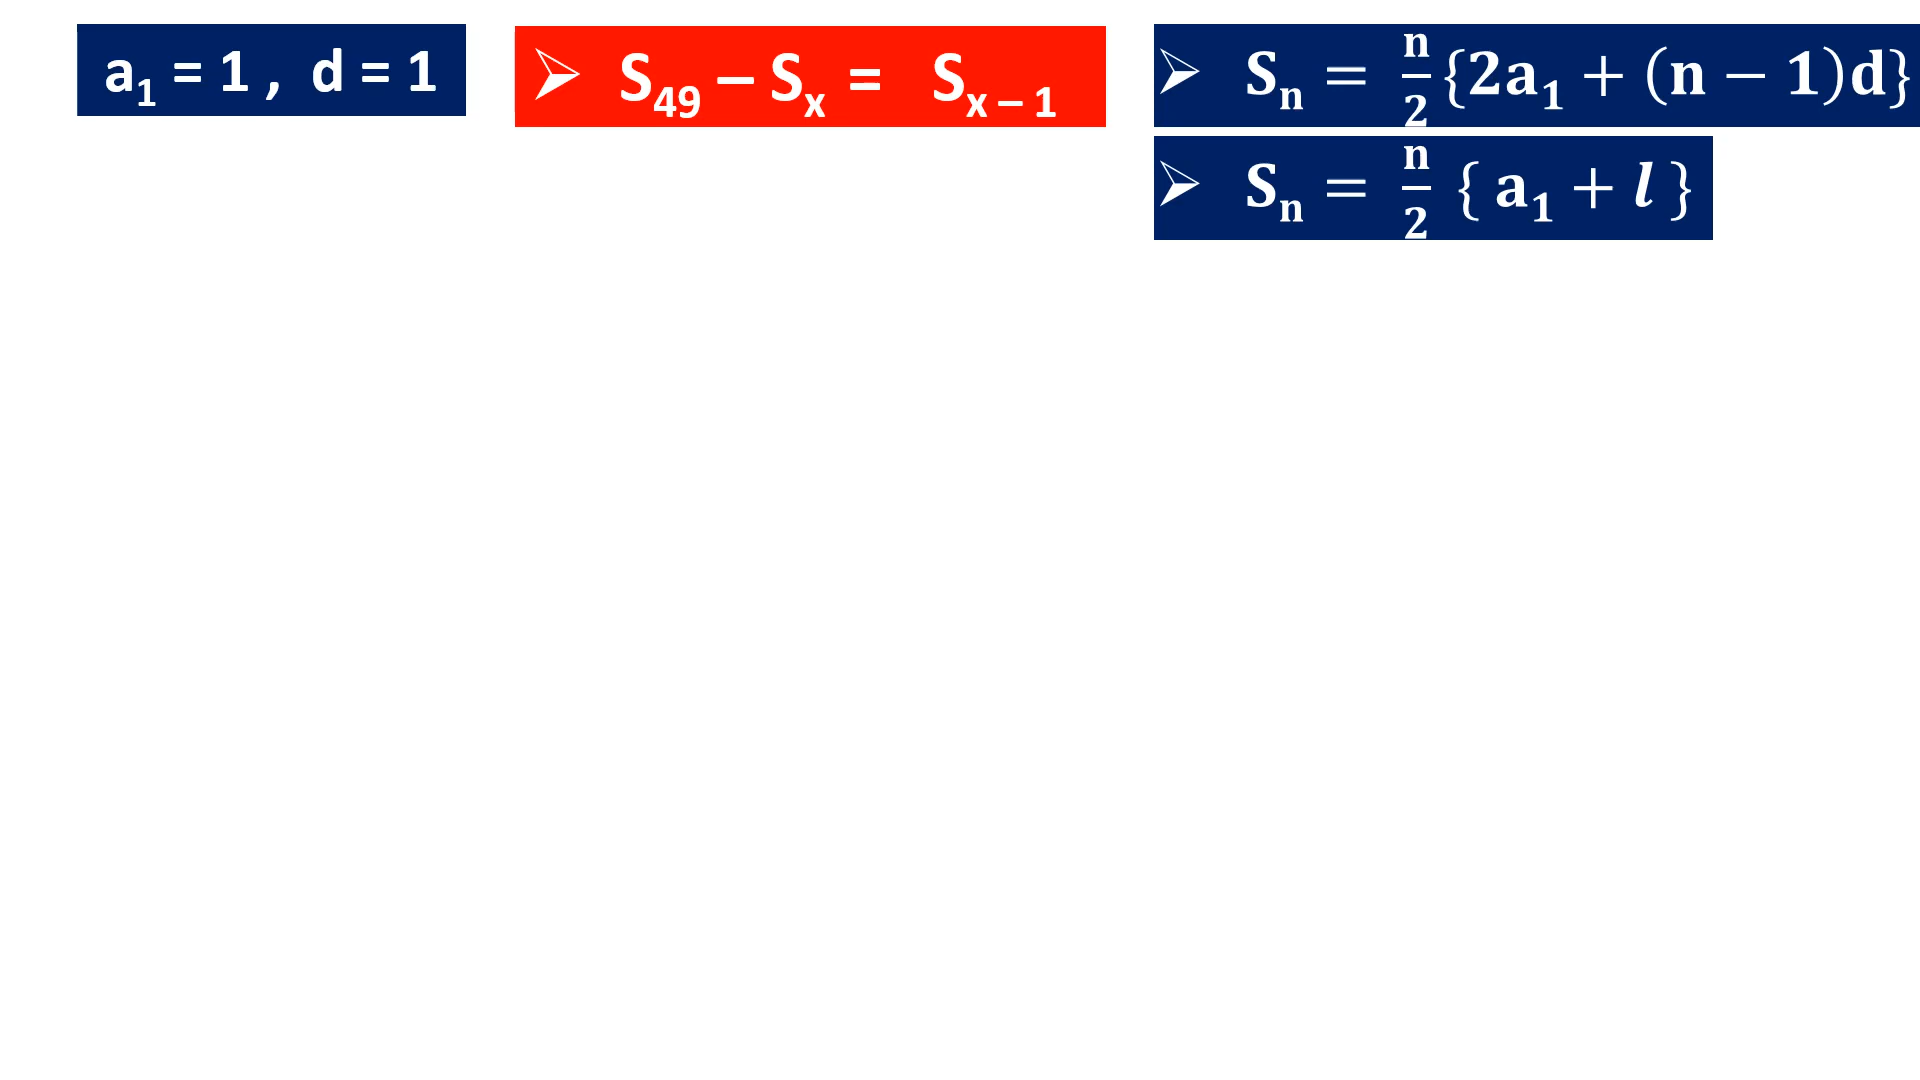 a₁ = 1 , d = 1
➢ S₄₉ – Sₓ = Sₓ ₋ ₁
➢ Sₙ = n/2 {2a₁ + (n − 1)d}
➢ Sₙ = n/2 { a₁ + l }